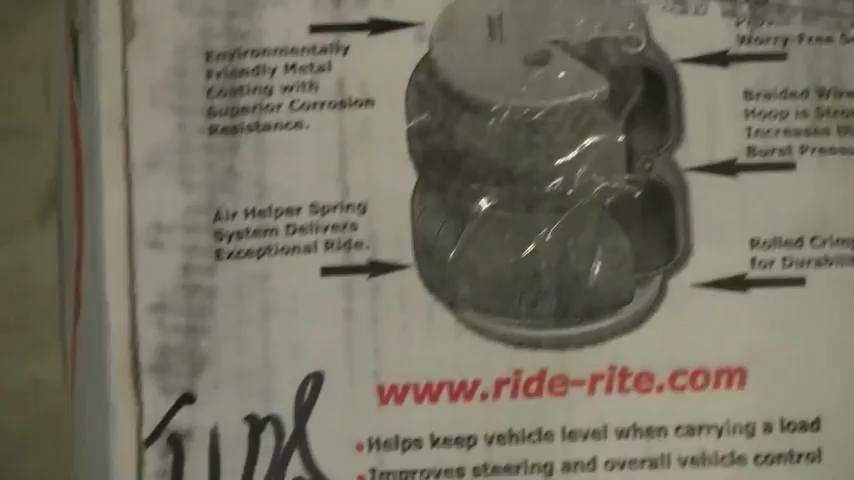 Environmentally
Friendly Metal
Coating with
Superior Corrosion
Resistance.
Worry-Free
Braided Wire
Hoop is
Increases
Burst
Air Helper Spring
System Delivers
Exceptional Ride.
Rolled
for
www.ride-rite.com
•Helps keep vehicle level when carrying a load
•Improves steering and overall vehicle control